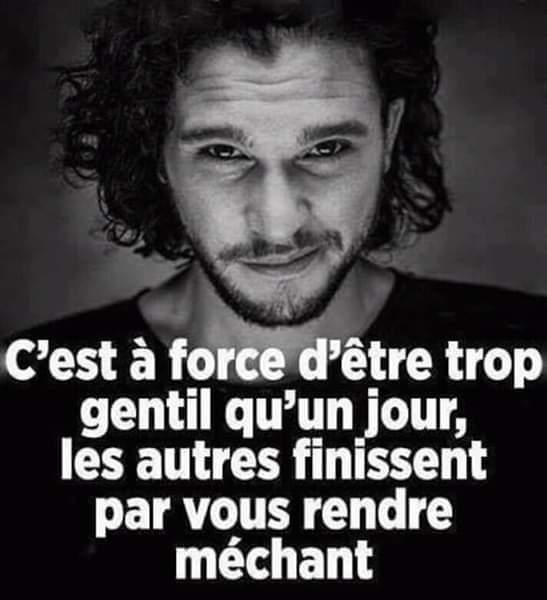 C'est à force d'être trop
gentil qu'un jour,
les autres finissent
par vous rendre
méchant